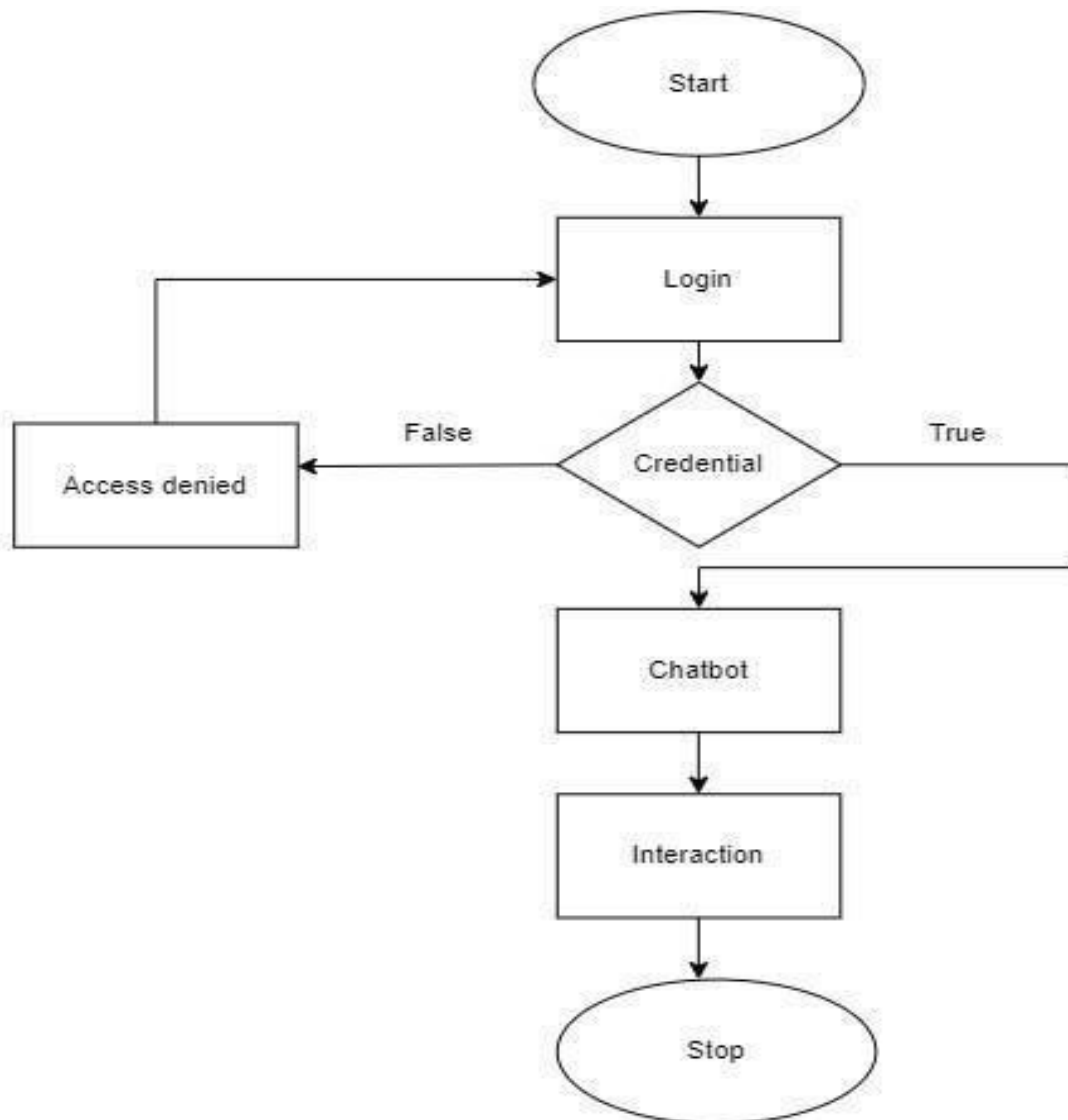 Start
Login
False
True
Credential
Access denied
Chatbot
Interaction
Stop